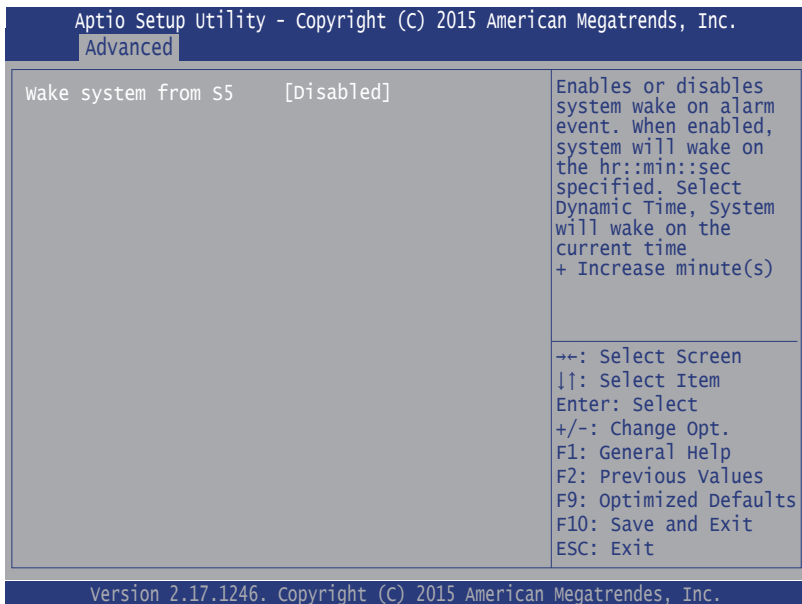 Aptio Setup Utility - Copyright (C) 2015 American Megatrends, Inc.
Advanced
Wake system from S5 [Disabled]
Enables or disables
system wake on alarm
event. When enabled,
system will wake on
the hr::min::sec
specified. Select
Dynamic Time, System
will wake on the
current time
+ Increase minute(s)
→←: Select Screen
↓↑: Select Item
Enter: Select
+/-: Change Opt.
F1: General Help
F2: Previous Values
F9: Optimized Defaults
F10: Save and Exit
ESC: Exit
Version 2.17.1246. Copyright (C) 2015 American Megatrendes, Inc.